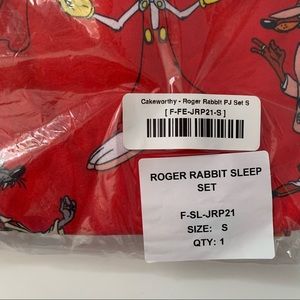 Cakeworthy - Roger Rabbit PJ Set S
[ F-FE-JRP21-S ]
ROGER RABBIT SLEEP
SET
F-SL-JRP21
SIZE: S
QTY: 1